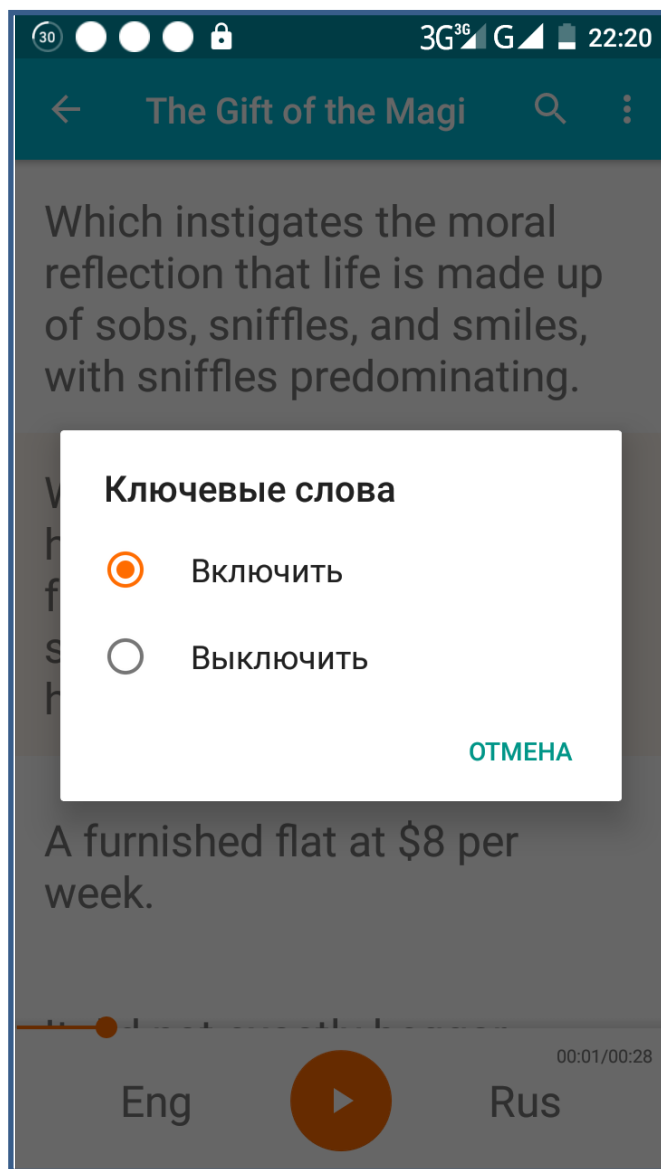 30 3G 3G G 22:20
The Gift of the Magi
Which instigates the moral
reflection that life is made up
of sobs, sniffles, and smiles,
with sniffles predominating.
Ключевые слова
Включить
Выключить
ОТМЕНА
A furnished flat at $8 per
week.
00:01/00:28
Eng Rus